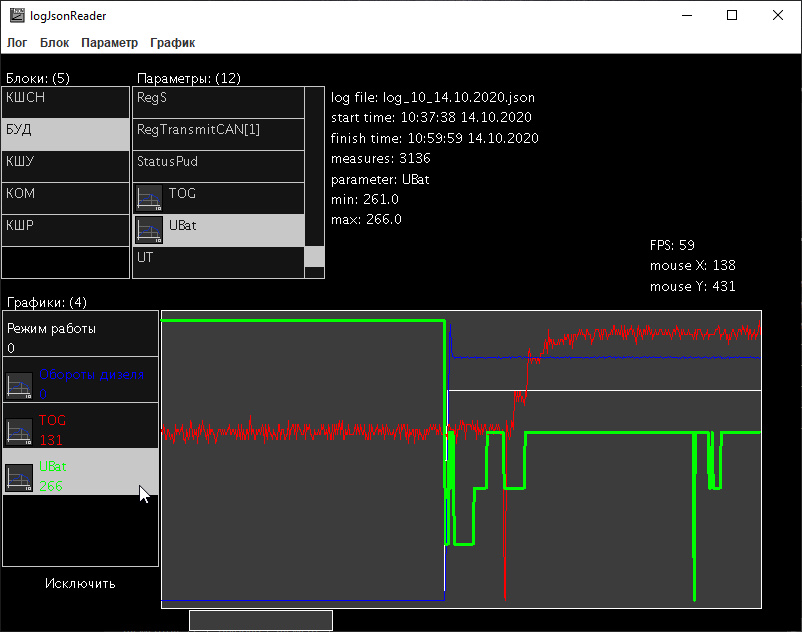 logJsonReader
Лог Блок Параметр График
Блоки: (5)
КШСН
БУД
КШУ
КОМ
КШР
Параметры: (12)
RegS
RegTransmitCAN[1]
StatusPud
TOG
UBat
UT
log file: log_10_14.10.2020.json
start time: 10:37:38 14.10.2020
finish time: 10:59:59 14.10.2020
measures: 3136
parameter: UBat
min: 261.0
max: 266.0
FPS: 59
mouse X: 138
mouse Y: 431
Графики: (4)
Режим работы
0
Обороты дизеля
0
TOG
131
UBat
266
Исключить